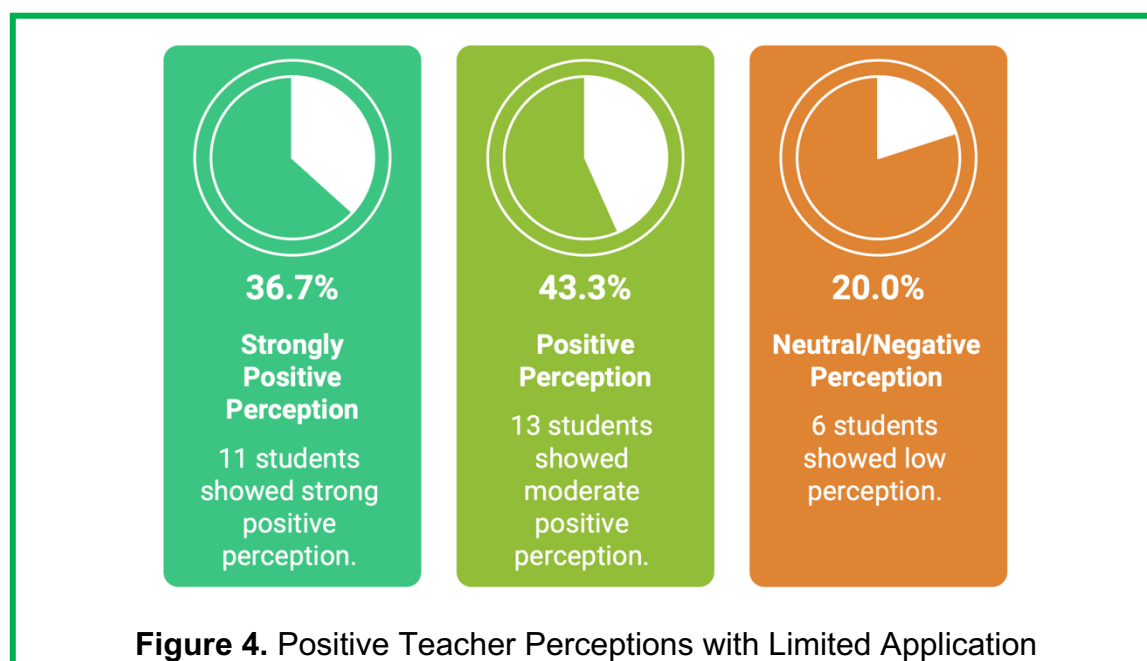 36.7%
Strongly
Positive
Perception
11 students
showed strong
positive
perception.
43.3%
Positive
Perception
13 students
showed
moderate
positive
perception.
20.0%
Neutral/Negative
Perception
6 students
showed low
perception.
Figure 4. Positive Teacher Perceptions with Limited Application